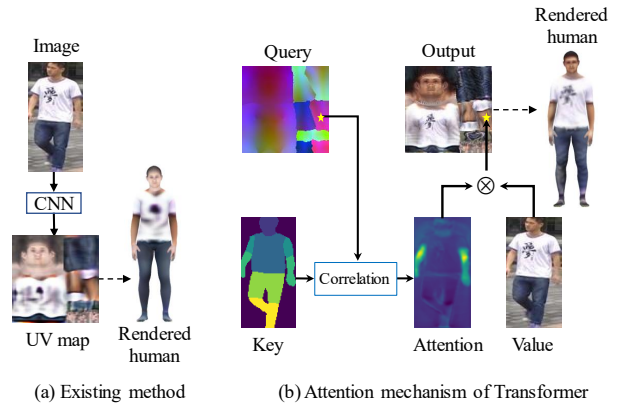 Image
CNN
UV map
Rendered
human
(a) Existing method
Query
Output
Rendered
human
Correlation
Key
Attention
Value
(b) Attention mechanism of Transformer